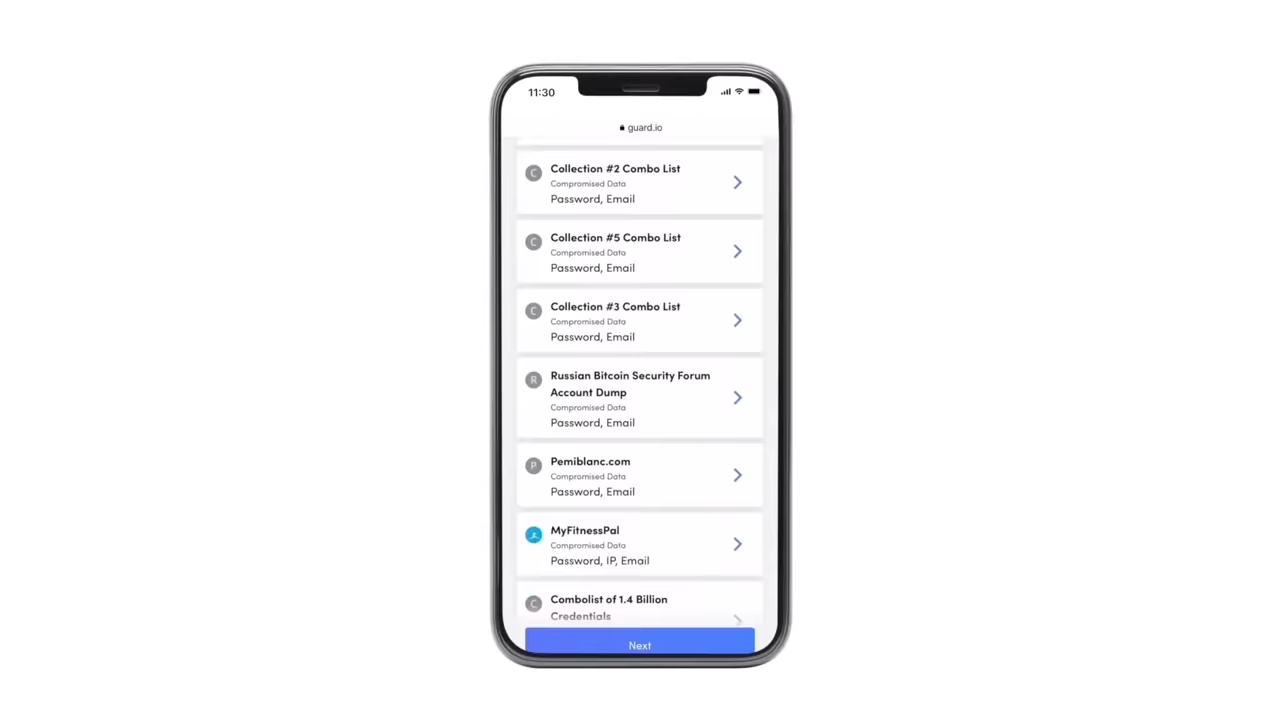 11:30
guard.io
C
Collection #2 Combo List
Compromised Data
Password, Email
C
Collection #5 Combo List
Compromised Data
Password, Email
C
Collection #3 Combo List
Compromised Data
Password, Email
R
Russian Bitcoin Security Forum
Account Dump
Compromised Data
Password, Email
P
Pemiblanc.com
Compromised Data
Password, Email
MyFitnessPal
Compromised Data
Password, IP, Email
C
Combolist of 1.4 Billion
Credentials
Next